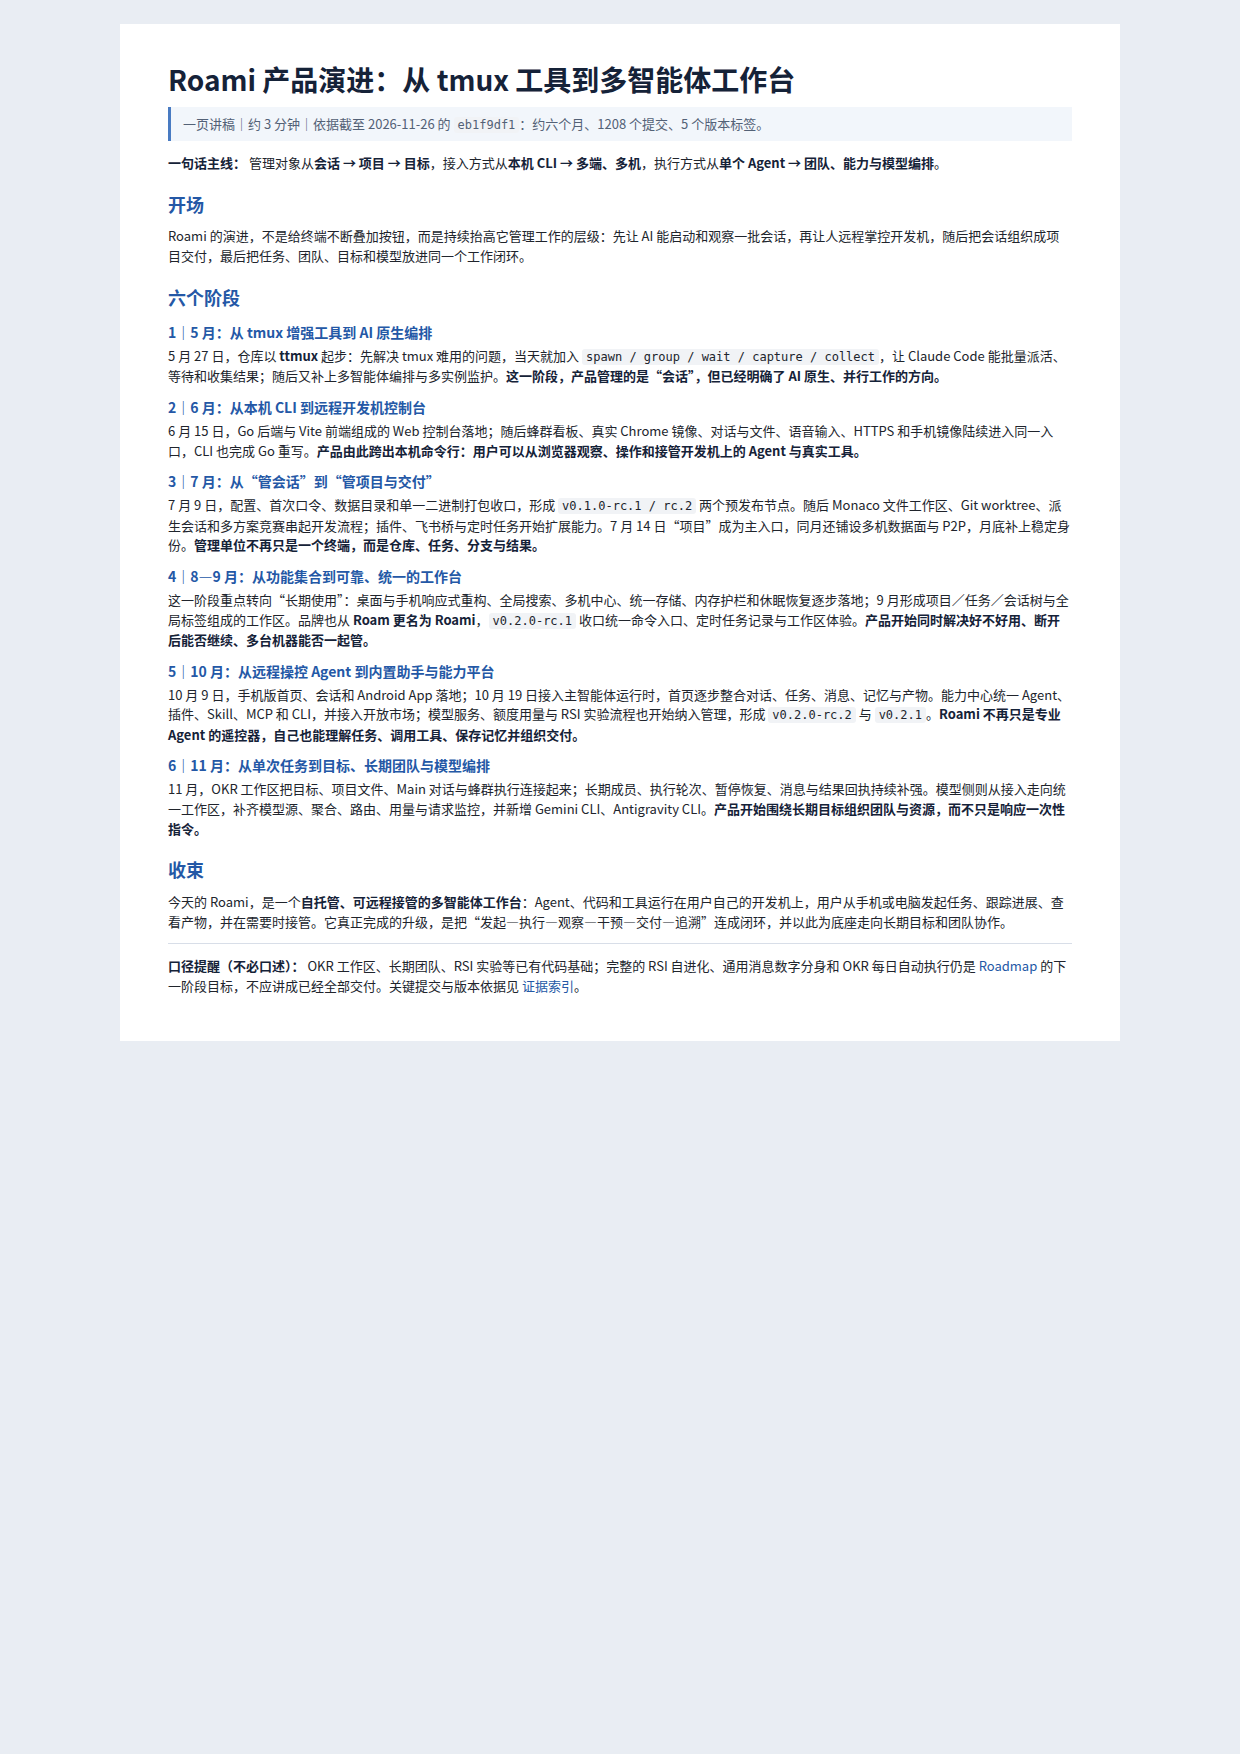 Roami 产品演进：从 tmux 工具到多智能体工作台
一页讲稿｜约 3 分钟｜依据截至 2026-11-26 的 eb1f9df1：约六个月、1208 个提交、5 个版本标签。
一句话主线： 管理对象从会话 → 项目 → 目标，接入方式从本机 CLI → 多端、多机，执行方式从单个 Agent → 团队、能力与模型编排。
开场
Roami 的演进，不是给终端不断叠加按钮，而是持续抬高它管理工作的层级：先让 AI 能启动和观察一批会话，再让人远程掌控开发机，随后把会话组织成项
目交付，最后把任务、团队、目标和模型放进同一个工作闭环。
六个阶段
1｜5 月：从 tmux 增强工具到 AI 原生编排
5 月 27 日，仓库以 ttmux 起步：先解决 tmux 难用的问题，当天就加入 spawn / group / wait / capture / collect，让 Claude Code 能批量派活、
等待和收集结果；随后又补上多智能体编排与多实例监护。这一阶段，产品管理的是“会话”，但已经明确了 AI 原生、并行工作的方向。
2｜6 月：从本机 CLI 到远程开发机控制台
6 月 15 日，Go 后端与 Vite 前端组成的 Web 控制台落地；随后蜂群看板、真实 Chrome 镜像、对话与文件、语音输入、HTTPS 和手机镜像陆续进入同一入
口，CLI 也完成 Go 重写。产品由此跨出本机命令行：用户可以从浏览器观察、操作和接管开发机上的 Agent 与真实工具。
3｜7 月：从“管会话”到“管项目与交付”
7 月 9 日，配置、首次口令、数据目录和单一二进制打包收口，形成 v0.1.0-rc.1 / rc.2 两个预发布节点。随后 Monaco 文件工作区、Git worktree、派
生会话和多方案竞赛串起开发流程；插件、飞书桥与定时任务开始扩展能力。7 月 14 日“项目”成为主入口，同月还铺设多机数据面与 P2P，月底补上稳定身
份。管理单位不再只是一个终端，而是仓库、任务、分支与结果。
4｜8—9 月：从功能集合到可靠、统一的工作台
这一阶段重点转向“长期使用”：桌面与手机响应式重构、全局搜索、多机中心、统一存储、内存护栏和休眠恢复逐步落地；9 月形成项目／任务／会话树与全
局标签组成的工作区。品牌也从 Roam 更名为 Roami，v0.2.0-rc.1 收口统一命令入口、定时任务记录与工作区体验。产品开始同时解决好不好用、断开
后能否继续、多台机器能否一起管。
5｜10 月：从远程操控 Agent 到内置助手与能力平台
10 月 9 日，手机版首页、会话和 Android App 落地；10 月 19 日接入主智能体运行时，首页逐步整合对话、任务、消息、记忆与产物。能力中心统一 Agent、
插件、Skill、MCP 和 CLI，并接入开放市场；模型服务、额度用量与 RSI 实验流程也开始纳入管理，形成 v0.2.0-rc.2 与 v0.2.1。Roami 不再只是专业
Agent 的遥控器，自己也能理解任务、调用工具、保存记忆并组织交付。
6｜11 月：从单次任务到目标、长期团队与模型编排
11 月，OKR 工作区把目标、项目文件、Main 对话与蜂群执行连接起来；长期成员、执行轮次、暂停恢复、消息与结果回执持续补强。模型侧则从接入走向统
一工作区，补齐模型源、聚合、路由、用量与请求监控，并新增 Gemini CLI、Antigravity CLI。产品开始围绕长期目标组织团队与资源，而不只是响应一次性
指令。
收束
今天的 Roami，是一个自托管、可远程接管的多智能体工作台：Agent、代码和工具运行在用户自己的开发机上，用户从手机或电脑发起任务、跟踪进展、查
看产物，并在需要时接管。它真正完成的升级，是把“发起—执行—观察—干预—交付—追溯”连成闭环，并以此为底座走向长期目标和团队协作。
口径提醒（不必口述）： OKR 工作区、长期团队、RSI 实验等已有代码基础；完整的 RSI 自进化、通用消息数字分身和 OKR 每日自动执行仍是 Roadmap 的下
一阶段目标，不应讲成已经全部交付。关键提交与版本依据见 证据索引。